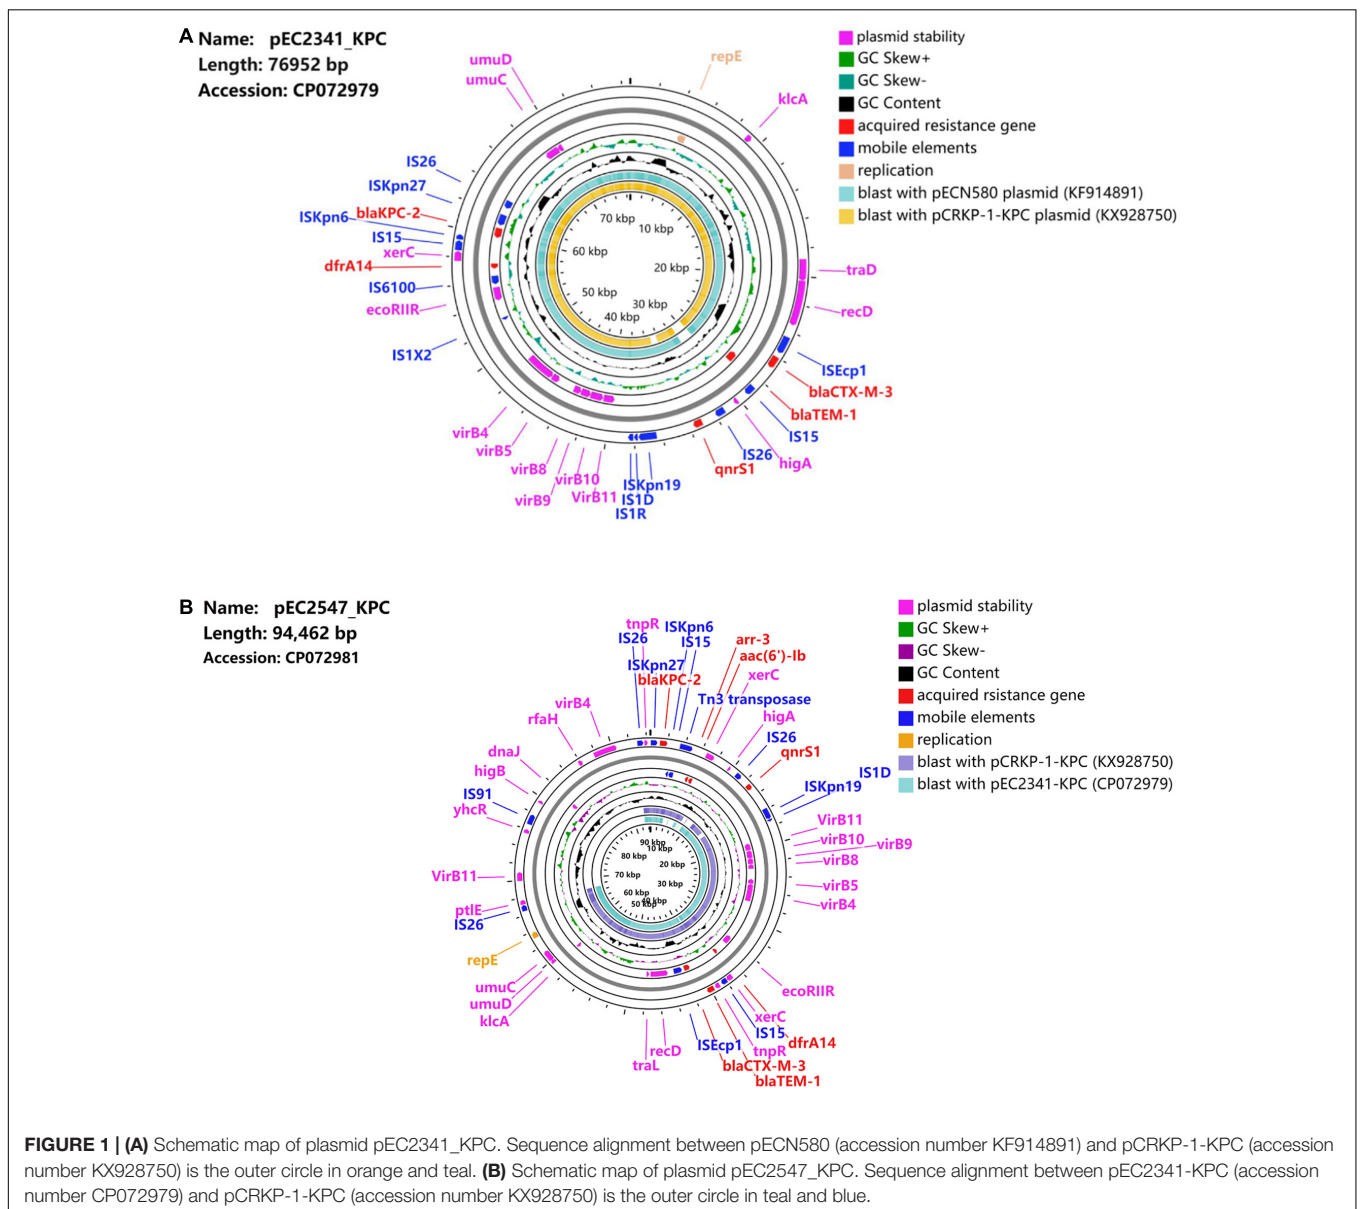 A Name: pEC2341_KPC
Length: 76952 bp
Accession: CP072979
plasmid stability
GC Skew+
GC Skew-
GC Content
acquired resistance gene
mobile elements
replication
blast with pECN580 plasmid (KF914891)
blast with pCRKP-1-KPC plasmid (KX928750)
umuD
umuC
repE
klcA
IS26
ISKpn27
blaKPC-2
ISKpn6
IS15
xerC
dfrA14
IS6100
ecoRIIR
IS1X2
virB4
virB5
virB8
virB9
virB10
VirB11
ISKpn19
IS1D
IS1R
qnrS1
IS26
higA
IS15
blaTEM-1
blaCTX-M-3
ISEcp1
recD
traD
70 kbp
10 kbp
60 kbp
20 kbp
50 kbp
30 kbp
40 kbp
B Name: pEC2547_KPC
Length: 94,462 bp
Accession: CP072981
plasmid stability
GC Skew+
GC Skew-
GC Content
acquired rsistance gene
mobile elements
replication
blast with pCRKP-1-KPC (KX928750)
blast with pEC2341-KPC (CP072979)
tnpR
ISKpn6
IS26
IS15
arr-3
aac(6')-Ib
ISKpn27
blaKPC-2
xerC
Tn3 transposase
higA
IS26
qnrS1
IS1D
ISKpn19
VirB11
virB10
virB9
virB8
virB5
virB4
ecoRIIR
xerC
IS15
dfrA14
tnpR
ISEcp1
blaCTX-M-3
blaTEM-1
recD
traL
klcA
umuD
umuC
repE
IS26
ptlE
VirB11
yhcR
IS91
higB
dnaJ
rfaH
virB4
90 kbp
10 kbp
80 kbp
20 kbp
70 kbp
30 kbp
60 kbp
40 kbp
50 kbp
FIGURE 1 | (A) Schematic map of plasmid pEC2341_KPC. Sequence alignment between pECN580 (accession number KF914891) and pCRKP-1-KPC (accession
number KX928750) is the outer circle in orange and teal. (B) Schematic map of plasmid pEC2547_KPC. Sequence alignment between pEC2341-KPC (accession
number CP072979) and pCRKP-1-KPC (accession number KX928750) is the outer circle in teal and blue.